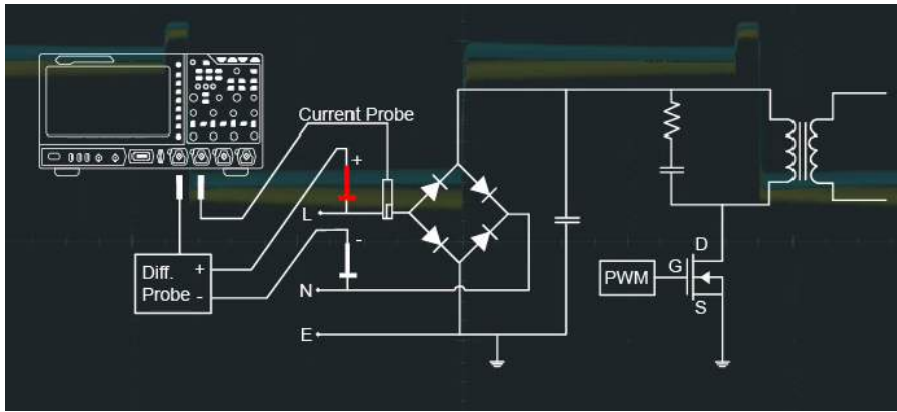 Current Probe
+
L
-
Diff. +
Probe -
N
E
D
PWM G
S